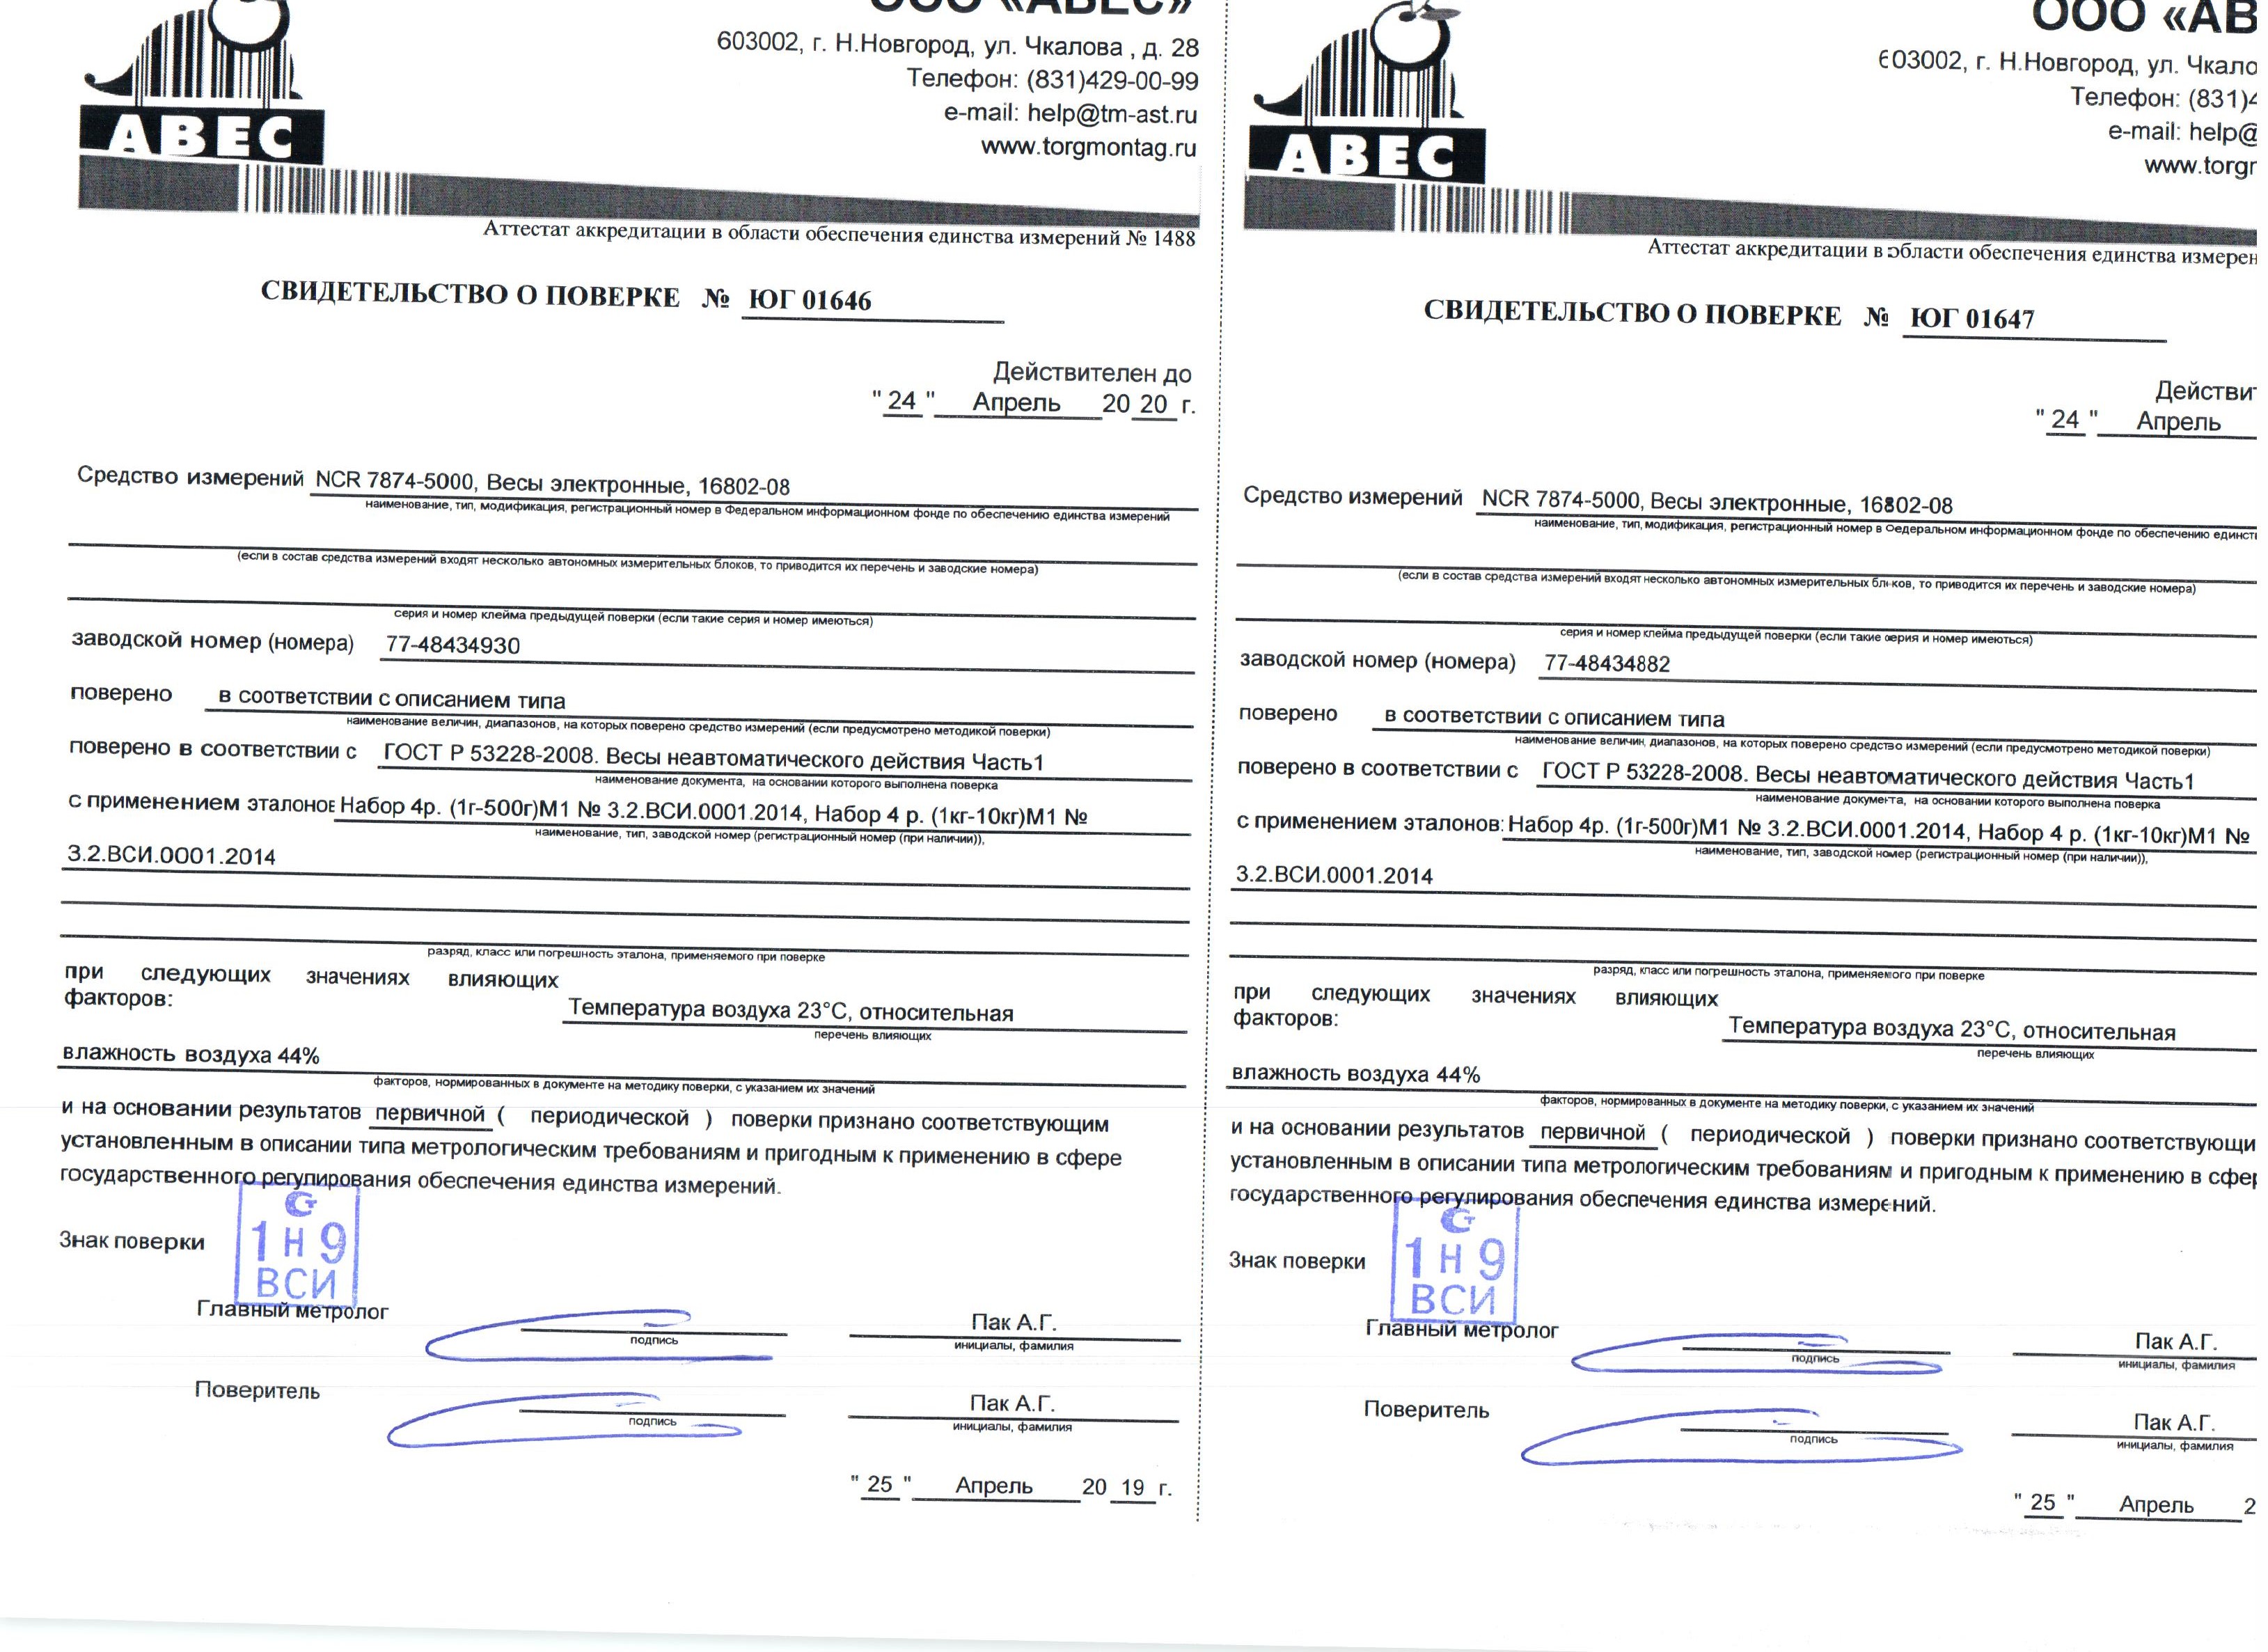 ООО «АВЕС»
603002, г. Н.Новгород, ул. Чкалова , д. 28
Телефон: (831)429-00-99
e-mail: help@tm-ast.ru
www.torgmontag.ru
АВЕС
Аттестат аккредитации в области обеспечения единства измерений № 1488
СВИДЕТЕЛЬСТВО О ПОВЕРКЕ № ЮГ 01646
Действителен до
" 24 " Апрель 20 20 г.
Средство измерений NCR 7874-5000, Весы электронные, 16802-08
наименование, тип, модификация, регистрационный номер в Федеральном информационном фонде по обеспечению единства измерений
(если в состав средства измерений входят несколько автономных измерительных блоков, то приводится их перечень и заводские номера)
серия и номер клейма предыдущей поверки (если такие серия и номер имеються)
заводской номер (номера) 77-48434930
поверено в соответствии с описанием типа
наименование величин, диапазонов, на которых поверено средство измерений (если предусмотрено методикой поверки)
поверено в соответствии с ГОСТ Р 53228-2008. Весы неавтоматического действия Часть1
наименование документа, на основании которого выполнена поверка
с применением эталонов Набор 4р. (1г-500г)М1 № 3.2.ВСИ.0001.2014, Набор 4 р. (1кг-10кг)М1 №
наименование, тип, заводской номер (регистрационный номер (при наличии)),
3.2.ВСИ.0001.2014
разряд, класс или погрешность эталона, применяемого при поверке
при следующих значениях влияющих
факторов:
Температура воздуха 23°С, относительная
перечень влияющих
влажность воздуха 44%
факторов, нормированных в документе на методику поверки, с указанием их значений
и на основании результатов первичной ( периодической ) поверки признано соответствующим
установленным в описании типа метрологическим требованиям и пригодным к применению в сфере
государственного регулирования обеспечения единства измерений.
Знак поверки
1 Н 9
ВСИ
Главный метролог
Пак А.Г.
подпись
инициалы, фамилия
Поверитель
Пак А.Г.
подпись
инициалы, фамилия
" 25 " Апрель 20 19 г.
ООО «АВ
603002, г. Н.Новгород, ул. Чкало
Телефон: (831)4
e-mail: help@
www.torgm
АВЕС
Аттестат аккредитации в области обеспечения единства измерен
СВИДЕТЕЛЬСТВО О ПОВЕРКЕ № ЮГ 01647
Действит
" 24 " Апрель
Средство измерений NCR 7874-5000, Весы электронные, 16802-08
наименование, тип, модификация, регистрационный номер в Федеральном информационном фонде по обеспечению единств
(если в состав средства измерений входят несколько автономных измерительных блоков, то приводится их перечень и заводские номера)
серия и номер клейма предыдущей поверки (если такие серия и номер имеються)
заводской номер (номера) 77-48434882
поверено в соответствии с описанием типа
наименование величин, диапазонов, на которых поверено средство измерений (если предусмотрено методикой поверки)
поверено в соответствии с ГОСТ Р 53228-2008. Весы неавтоматического действия Часть1
наименование документа, на основании которого выполнена поверка
с применением эталонов: Набор 4р. (1г-500г)М1 № 3.2.ВСИ.0001.2014, Набор 4 р. (1кг-10кг)М1 №
наименование, тип, заводской номер (регистрационный номер (при наличии)),
3.2.ВСИ.0001.2014
разряд, класс или погрешность эталона, применяемого при поверке
при следующих значениях влияющих
факторов:
Температура воздуха 23°С, относительная
перечень влияющих
влажность воздуха 44%
факторов, нормированных в документе на методику поверки, с указанием их значений
и на основании результатов первичной ( периодической ) поверки признано соответствующи
установленным в описании типа метрологическим требованиям и пригодным к применению в сфер
государственного регулирования обеспечения единства измерений.
Знак поверки
1 Н 9
ВСИ
Главный метролог
Пак А.Г.
подпись
инициалы, фамилия
Поверитель
Пак А.Г.
подпись
инициалы, фамилия
" 25 " Апрель 2